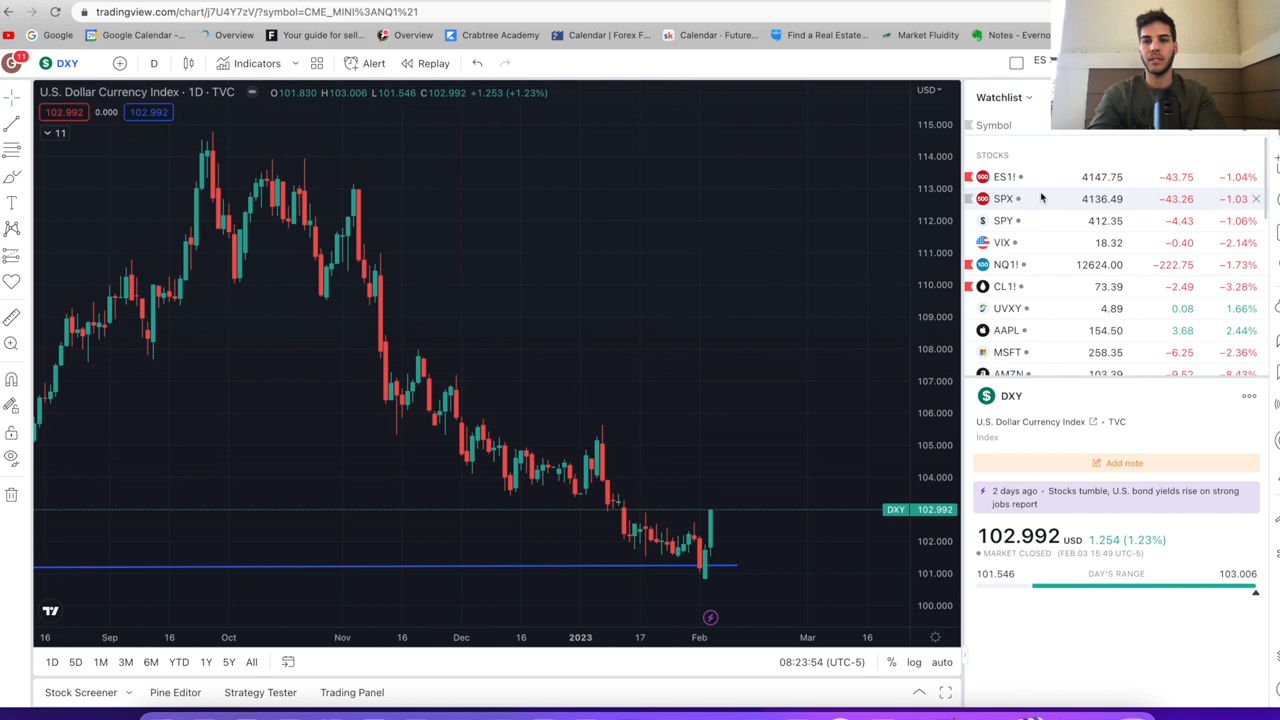 tradingview.com/chart/j7U4Y7zV/?symbol=CME_MINI%3ANQ1%21
Google
Google Calendar -...
Overview
Your guide for sell...
Overview
Crabtree Academy
Calendar | Forex F...
Calendar · Future...
Find a Real Estate...
Market Fluidity
Notes - Everno
11
DXY
D
Indicators
Alert
Replay
ES
U.S. Dollar Currency Index · 1D · TVC
O101.830 H103.006 L101.546 C102.992 +1.253 (+1.23%)
102.992 0.000 102.992
11
USD
115.000
114.000
113.000
112.000
111.000
110.000
109.000
108.000
107.000
106.000
105.000
104.000
DXY 102.992
102.000
101.000
100.000
16 Sep 16 Oct Nov 16 Dec 16 2023 17 Feb Mar 16
1D 5D 1M 3M 6M YTD 1Y 5Y All
08:23:54 (UTC-5) % log auto
Stock Screener Pine Editor Strategy Tester Trading Panel
Watchlist
Symbol
STOCKS
500 ES1! 4147.75 −43.75 −1.04%
500 SPX 4136.49 −43.26 −1.03
SPY 412.35 −4.43 −1.06%
VIX 18.32 −0.40 −2.14%
100 NQ1! 12624.00 −222.75 −1.73%
CL1! 73.39 −2.49 −3.28%
UVXY 4.89 0.08 1.66%
AAPL 154.50 3.68 2.44%
MSFT 258.35 −6.25 −2.36%
AMZN 103.39 −9.52 −8.43%
DXY
U.S. Dollar Currency Index • TVC
Index
Add note
2 days ago • Stocks tumble, U.S. bond yields rise on strong
jobs report
102.992 USD 1.254 (1.23%)
MARKET CLOSED (FEB 03 15:49 UTC-5)
101.546 DAY'S RANGE 103.006